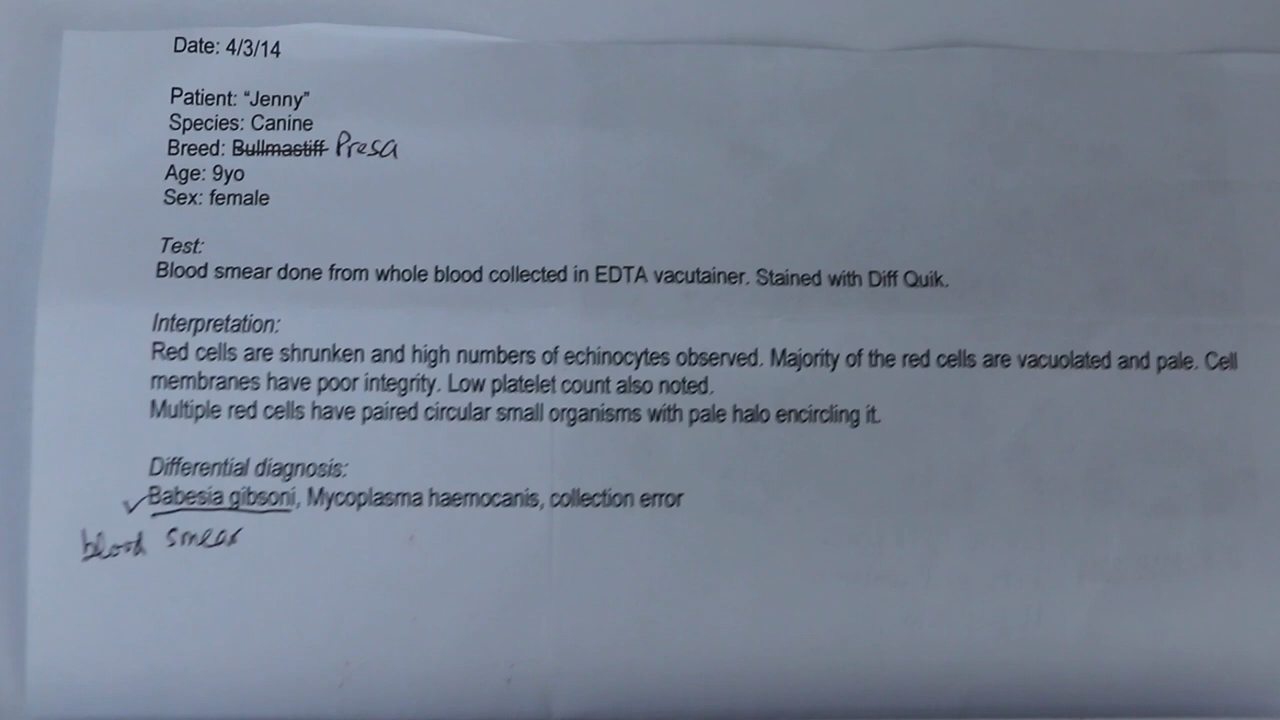 Date: 4/3/14
Patient: "Jenny"
Species: Canine
Breed: Bullmastiff Presa
Age: 9yo
Sex: female
Test:
Blood smear done from whole blood collected in EDTA vacutainer. Stained with Diff Quik.
Interpretation:
Red cells are shrunken and high numbers of echinocytes observed. Majority of the red cells are vacuolated and pale. Cell
membranes have poor integrity. Low platelet count also noted.
Multiple red cells have paired circular small organisms with pale halo encircling it.
Differential diagnosis:
✓Babesia gibsoni, Mycoplasma haemocanis, collection error
blood smear